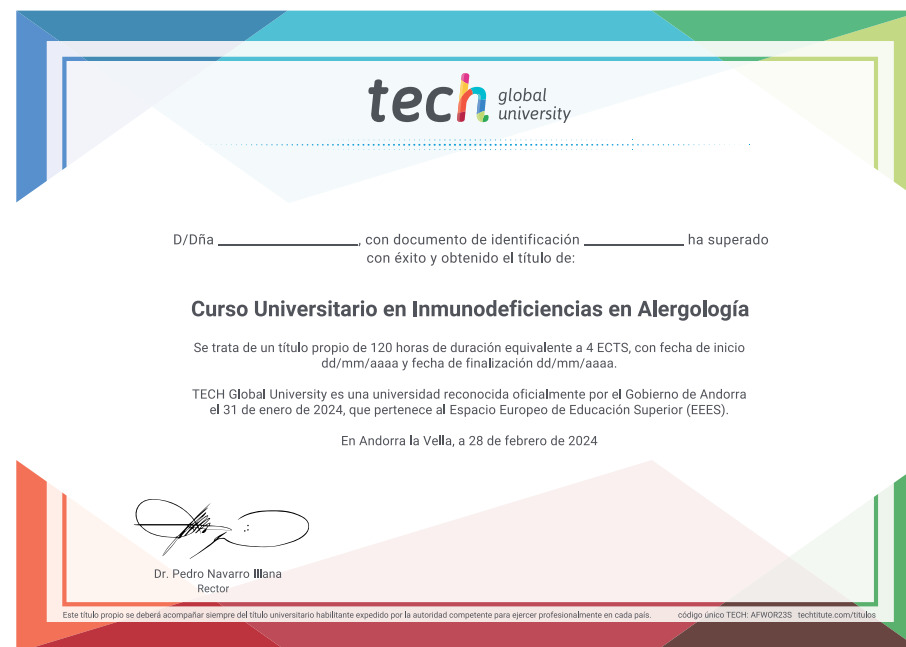 tech global university
D/Dña ____________, con documento de identificación ____________ ha superado
con éxito y obtenido el título de:
Curso Universitario en Inmunodeficiencias en Alergología
Se trata de un título propio de 120 horas de duración equivalente a 4 ECTS, con fecha de inicio
dd/mm/aaaa y fecha de finalización dd/mm/aaaa.
TECH Global University es una universidad reconocida oficialmente por el Gobierno de Andorra
el 31 de enero de 2024, que pertenece al Espacio Europeo de Educación Superior (EEES).
En Andorra la Vella, a 28 de febrero de 2024
Dr. Pedro Navarro Illana
Rector
Este título propio se deberá acompañar siempre del título universitario habilitante expedido por la autoridad competente para ejercer profesionalmente en cada país. código único TECH: AFWOR23S techtitute.com/titulos